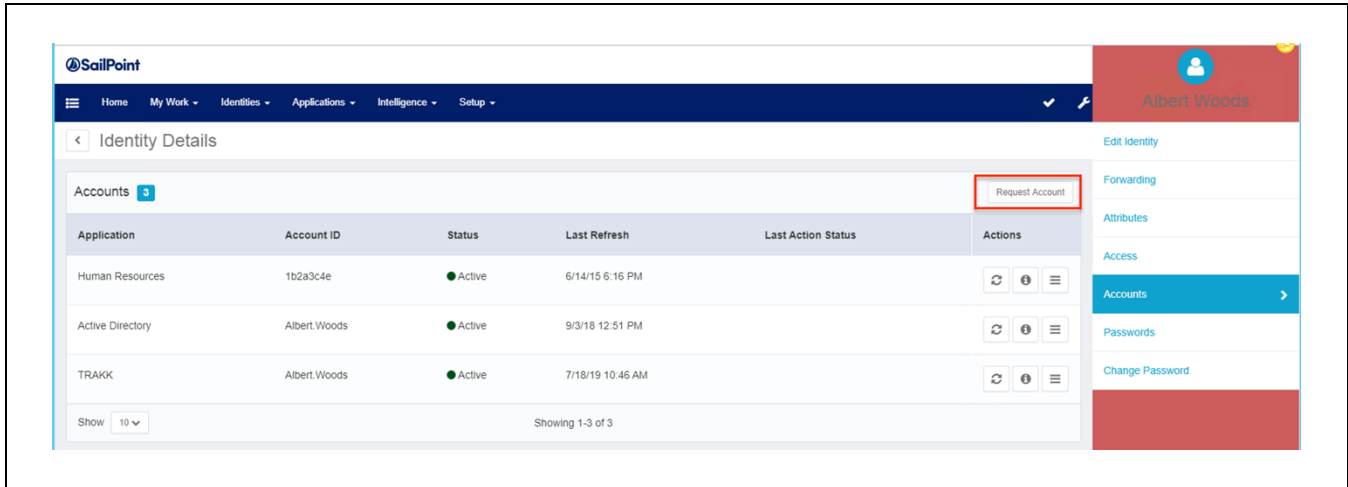 SailPoint
Home My Work Identities Applications Intelligence Setup
Albert Woods
Identity Details
Edit Identity
Forwarding
Attributes
Access
Accounts
Passwords
Change Password
Accounts 3
Request Account
Application Account ID Status Last Refresh Last Action Status Actions
Human Resources 1b2a3c4e Active 6/14/15 6:16 PM
Active Directory Albert.Woods Active 9/3/18 12:51 PM
TRAKK Albert.Woods Active 7/18/19 10:46 AM
Show 10 Showing 1-3 of 3